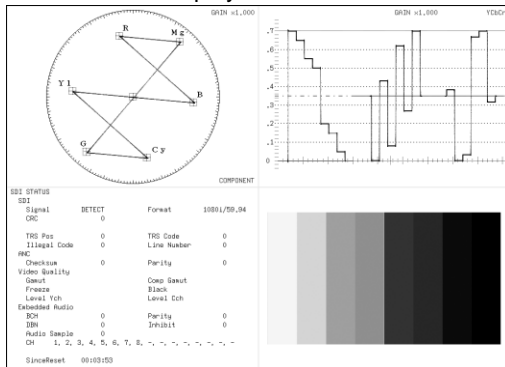 GAIN x1.000
R
Mg
Yl
B
G
Cy
COMPONENT
GAIN x1.000 YCbCr
.7
.6
.5
.4
.3
.2
.1
0
SDI STATUS
SDI
Signal DETECT Format 1080i/59.94
CRC 0
TRS Pos 0 TRS Code 0
Illegal Code 0 Line Number 0
ANC
Checksum 0 Parity 0
Video Quality
Gamut Comp Gamut
Freeze Black
Level Ych Level Cch
Embedded Audio
BCH 0 Parity 0
DBN 0 Inhibit 0
Audio Sample 0
CH 1, 2, 3, 4, 5, 6, 7, 8, -, -, -, -, -, -, -, -
SinceReset 00:03:53